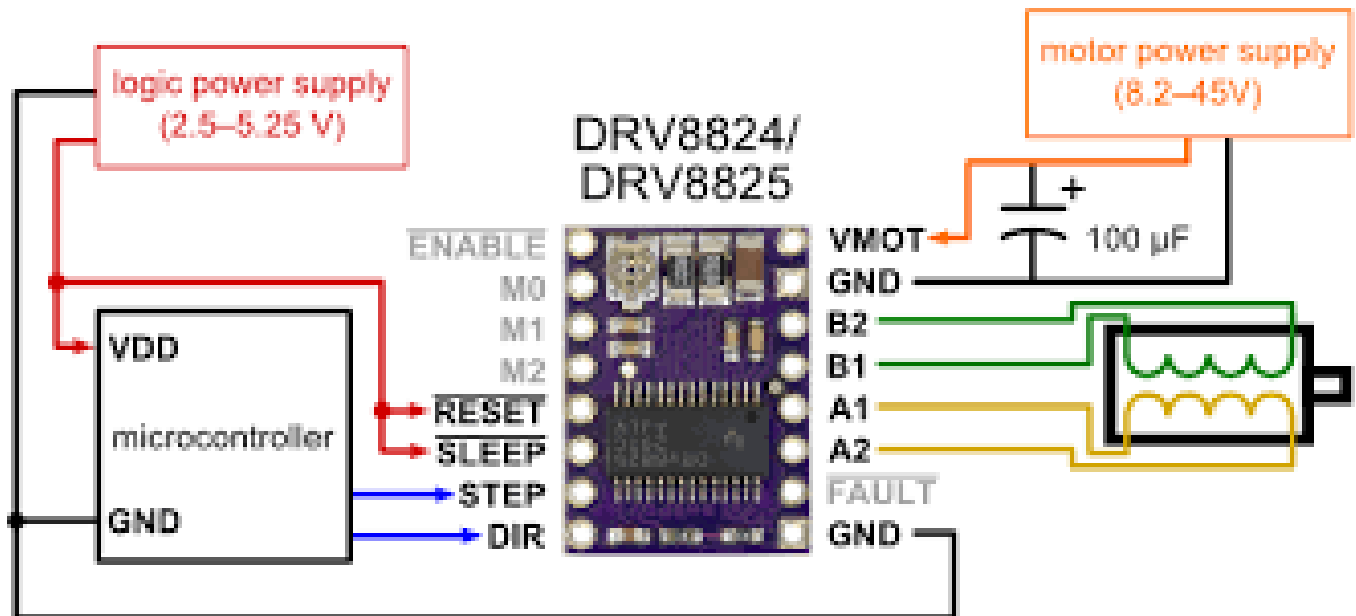 logic power supply
(2.5–5.25 V)
motor power supply
(8.2–45V)
DRV8824/
DRV8825
ENABLE
M0
M1
M2
RESET
SLEEP
STEP
DIR
VMOT
GND
B2
B1
A1
A2
FAULT
GND
+
100 µF
VDD
microcontroller
GND